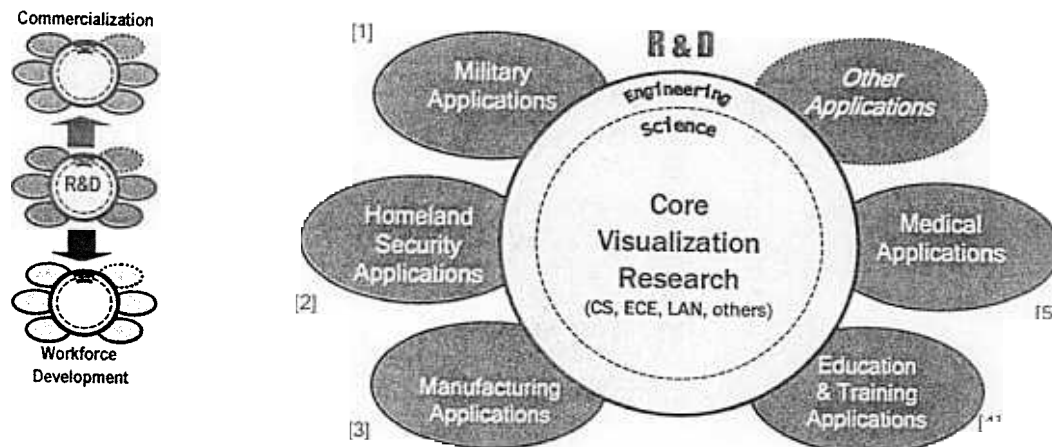 Commercialization
R&D
Workforce
Development
[1]
R & D
Military
Applications
Other
Applications
Engineering
Science
Homeland
Security
Applications
Core
Visualization
Research
(CS, ECE, LAN, others)
Medical
Applications
[2]
[5
Manufacturing
Applications
Education
& Training
Applications
[3]